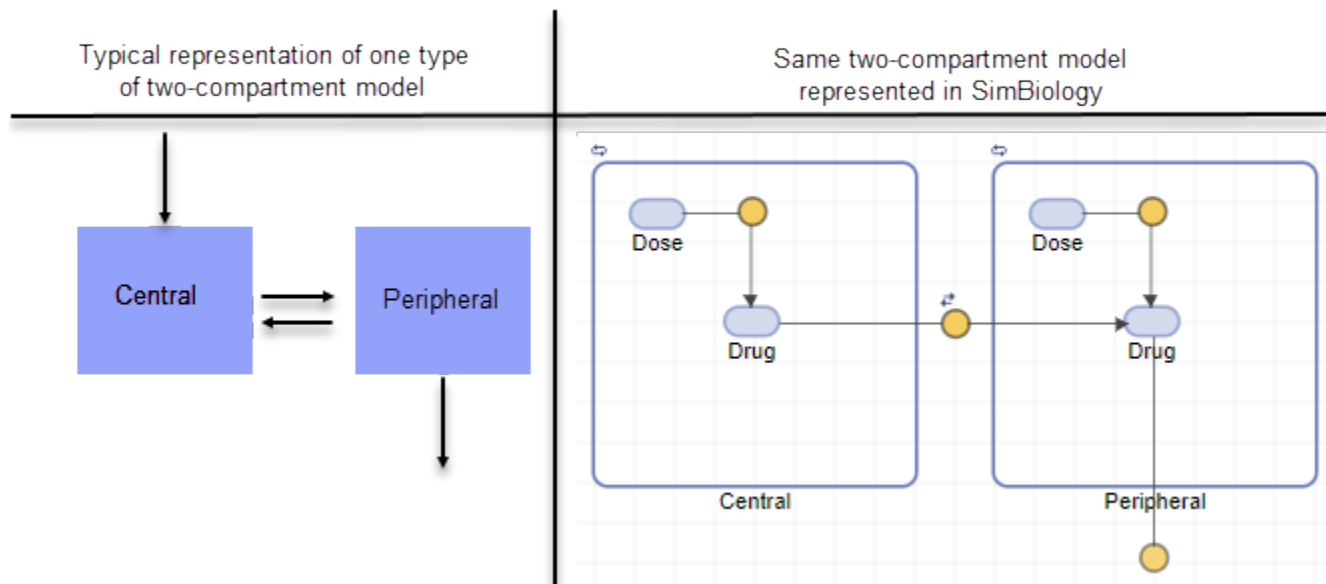 Typical representation of one type
of two-compartment model
Same two-compartment model
represented in SimBiology
Central
Peripheral
Dose
Drug
Central
Dose
Drug
Peripheral